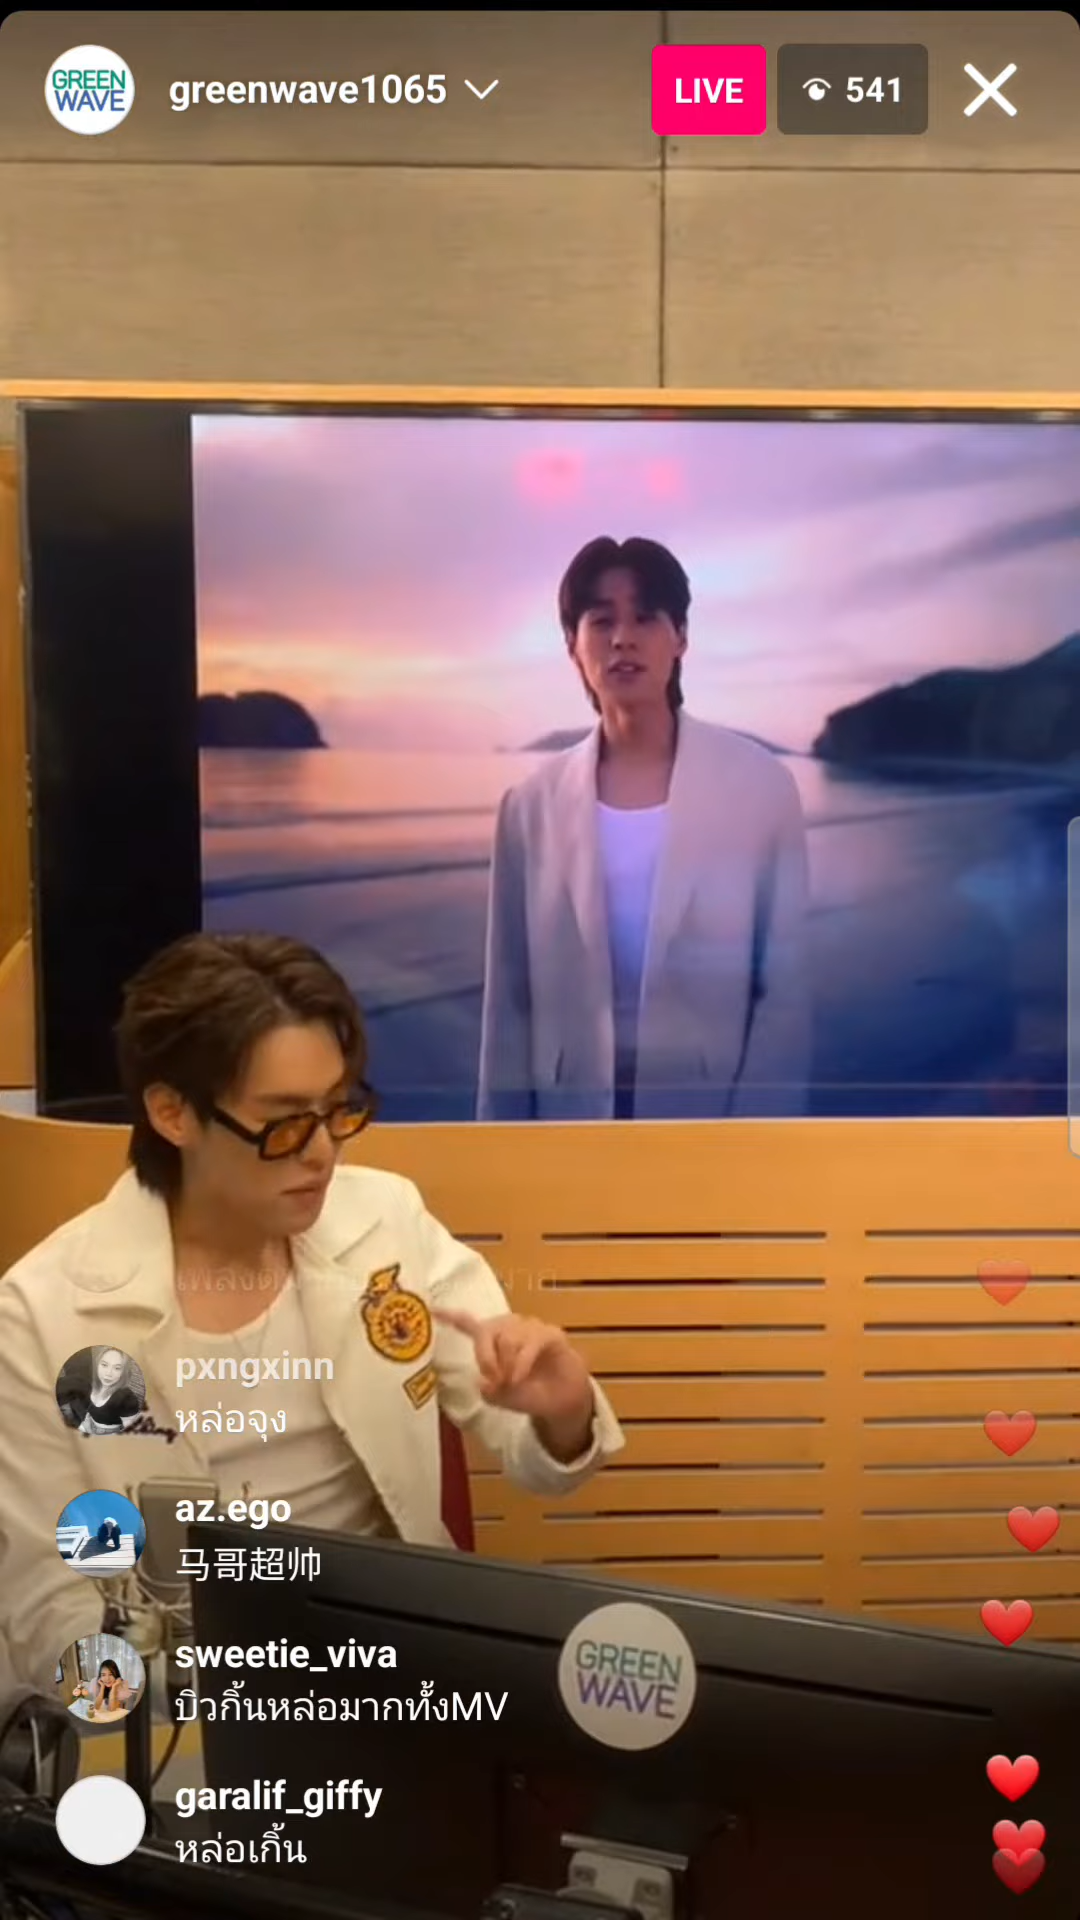 GREEN
WAVE
greenwave1065
LIVE
541
pxngxinn
หล่อจุง
az.ego
马哥超帅
sweetie_viva
บิวกิ้นหล่อมากทั้งMV
garalif_giffy
หล่อเกิ้น
GREEN
WAVE